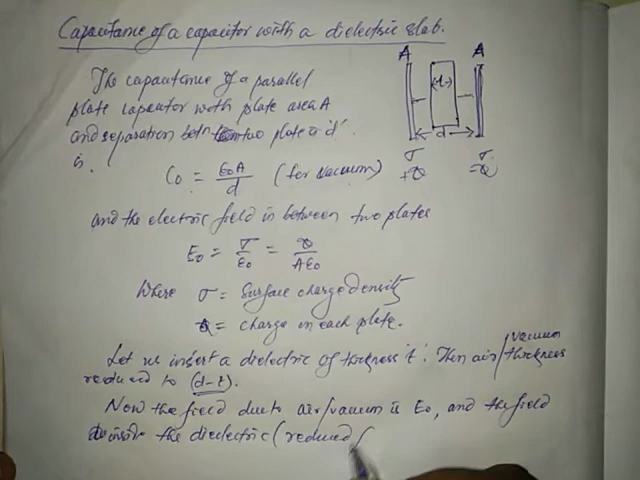 Capacitance of a capacitor with a dielectric slab.
A A
The capacitance of a parallel
plate capacitor with plate area A
and separation betn two plate is 'd'
is.
t
d
C₀ = ε₀A/d (for vacuum)
σ σ
+Q -Q
and the electric field in between two plates
E₀ = σ/ε₀ = Q/Aε₀
Where σ = Surface charge density
Q = charge in each plate.
Let us insert a dielectric of thickness 't'. Then air/vacuum thickness
reduced to (d-t).
Now the field due to air/vacuum is E₀, and the field
inside the dielectric (reduced